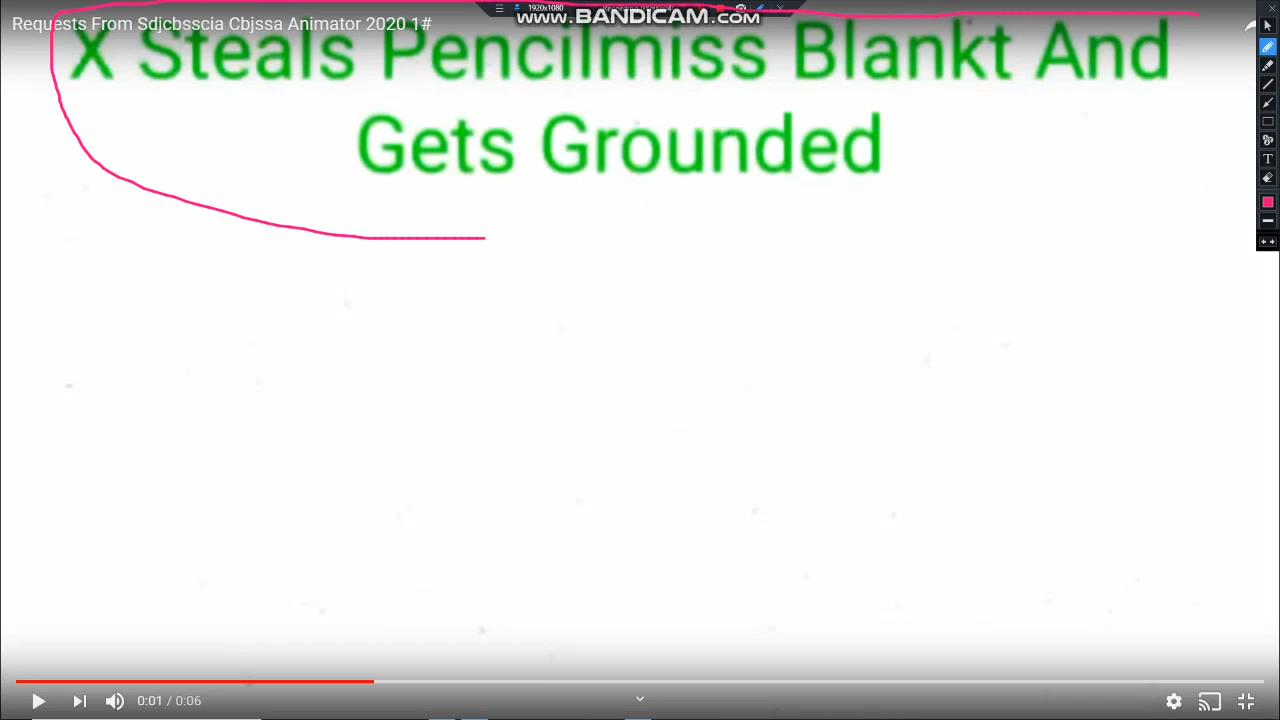 WWW.BANDICAM.COM
1920x1080
Requests From Sdjcbsscia Cbjssa Animator 2020 1#
X Steals Pencilmiss Blankt And
Gets Grounded
T
0:01 / 0:06